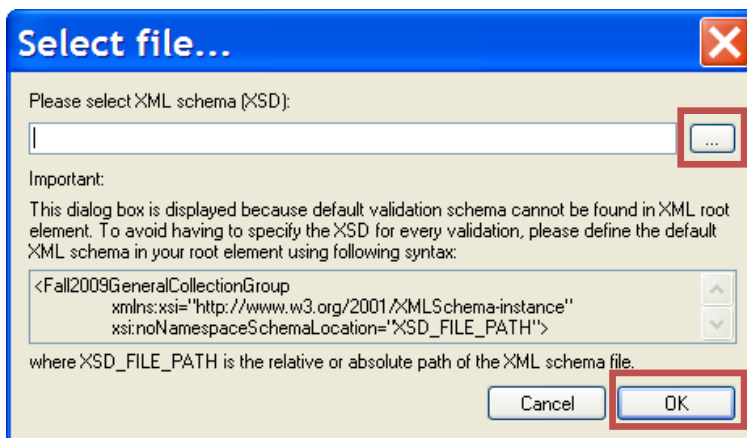 Select file...
Please select XML schema (XSD):
...
Important:
This dialog box is displayed because default validation schema cannot be found in XML root
element. To avoid having to specify the XSD for every validation, please define the default
XML schema in your root element using following syntax:
<Fall2009GeneralCollectionGroup
xmlns:xsi="http://www.w3.org/2001/XMLSchema-instance"
xsi:noNamespaceSchemaLocation="XSD_FILE_PATH">
where XSD_FILE_PATH is the relative or absolute path of the XML schema file.
Cancel OK